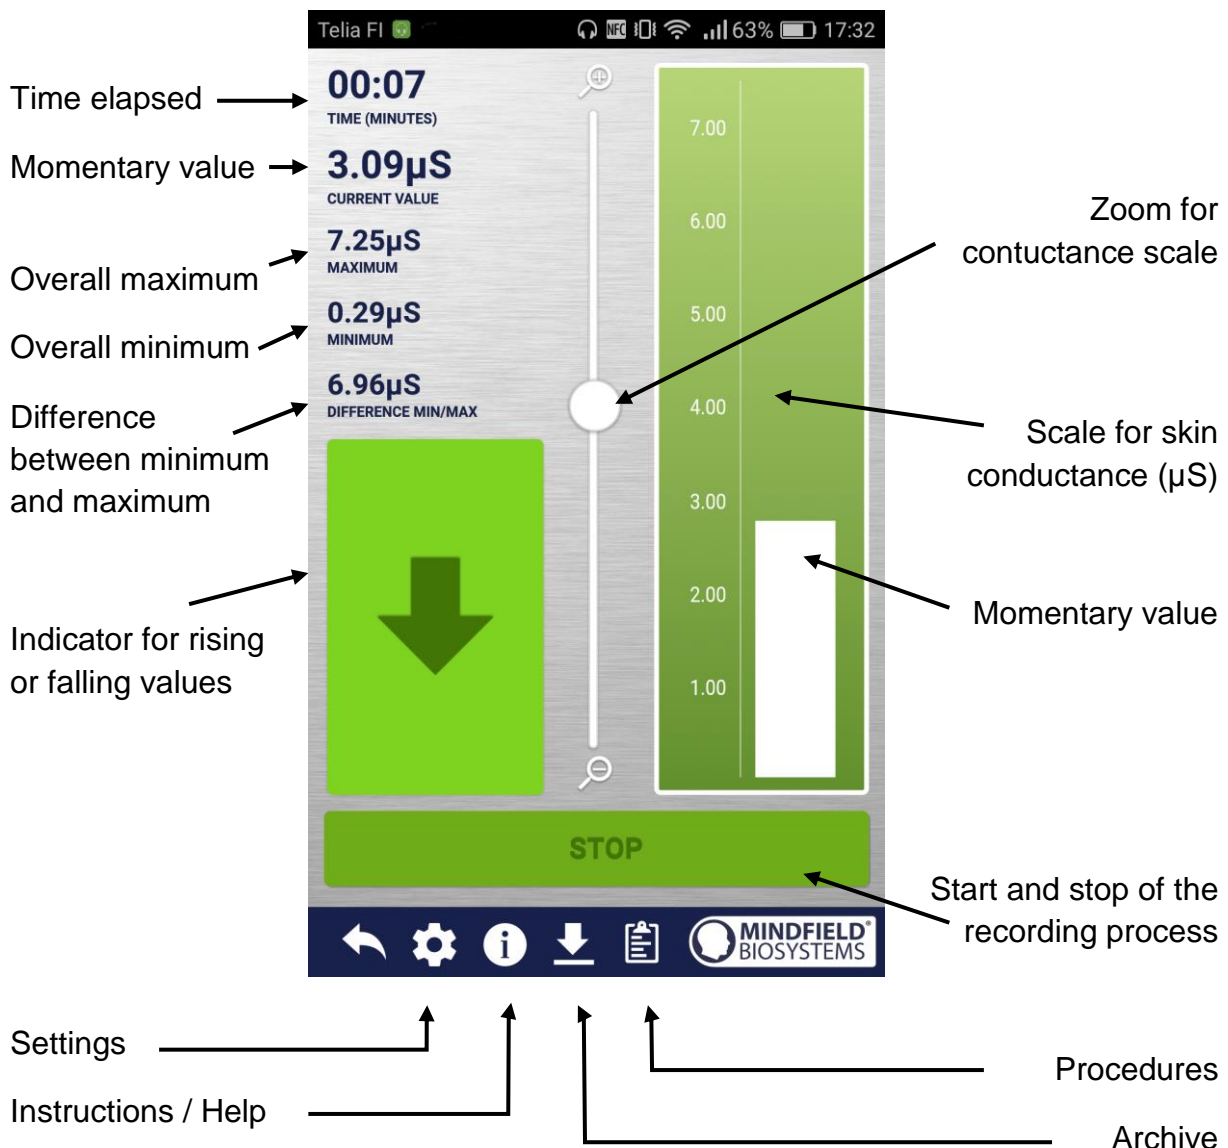 Telia FI
NFC
63%
17:32
Time elapsed
00:07
TIME (MINUTES)
Momentary value
3.09µS
CURRENT VALUE
7.25µS
MAXIMUM
Overall maximum
0.29µS
MINIMUM
Overall minimum
6.96µS
DIFFERENCE MIN/MAX
Difference
between minimum
and maximum
Indicator for rising
or falling values
7.00
6.00
5.00
4.00
3.00
2.00
1.00
Zoom for
contuctance scale
Scale for skin
conductance (µS)
Momentary value
STOP
Start and stop of the
recording process
i
MINDFIELD®
BIOSYSTEMS
Settings
Instructions / Help
Procedures
Archive